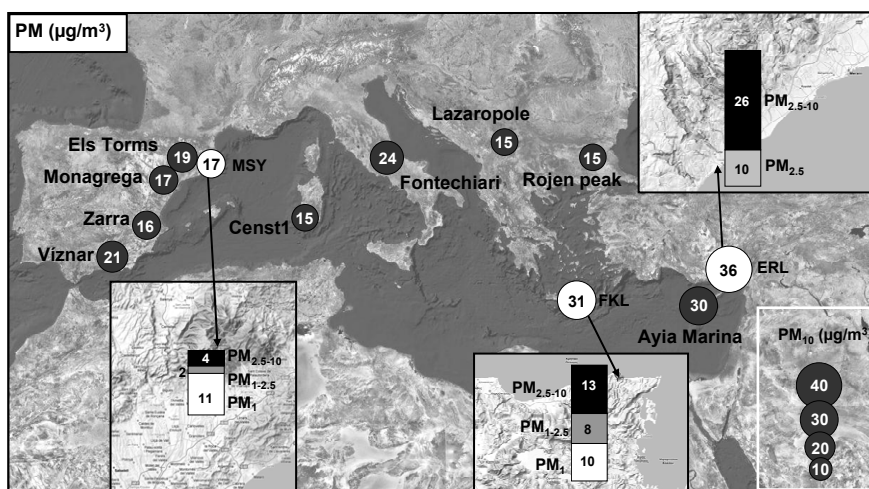 PM (µg/m³)
26
PM2.5-10
10
PM2.5
Lazaropole
15
Els Torms
19
17
MSY
24
15
Monagrega
17
Fontechiari
Rojen peak
Zarra
16
Censt1
15
Víznar
21
36
ERL
31
FKL
30
Ayia Marina
4
PM2.5-10
2
PM1-2.5
11
PM1
13
PM2.5-10
8
PM1-2.5
10
PM1
PM10 (µg/m³
40
30
20
10